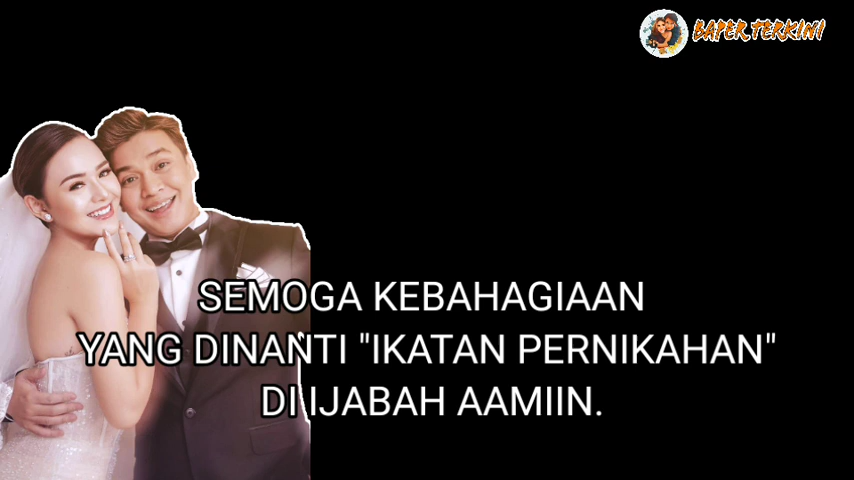 BAPER.TERKINI
SEMOGA KEBAHAGIAAN
YANG DINANTI "IKATAN PERNIKAHAN"
DI IJABAH AAMIIN.